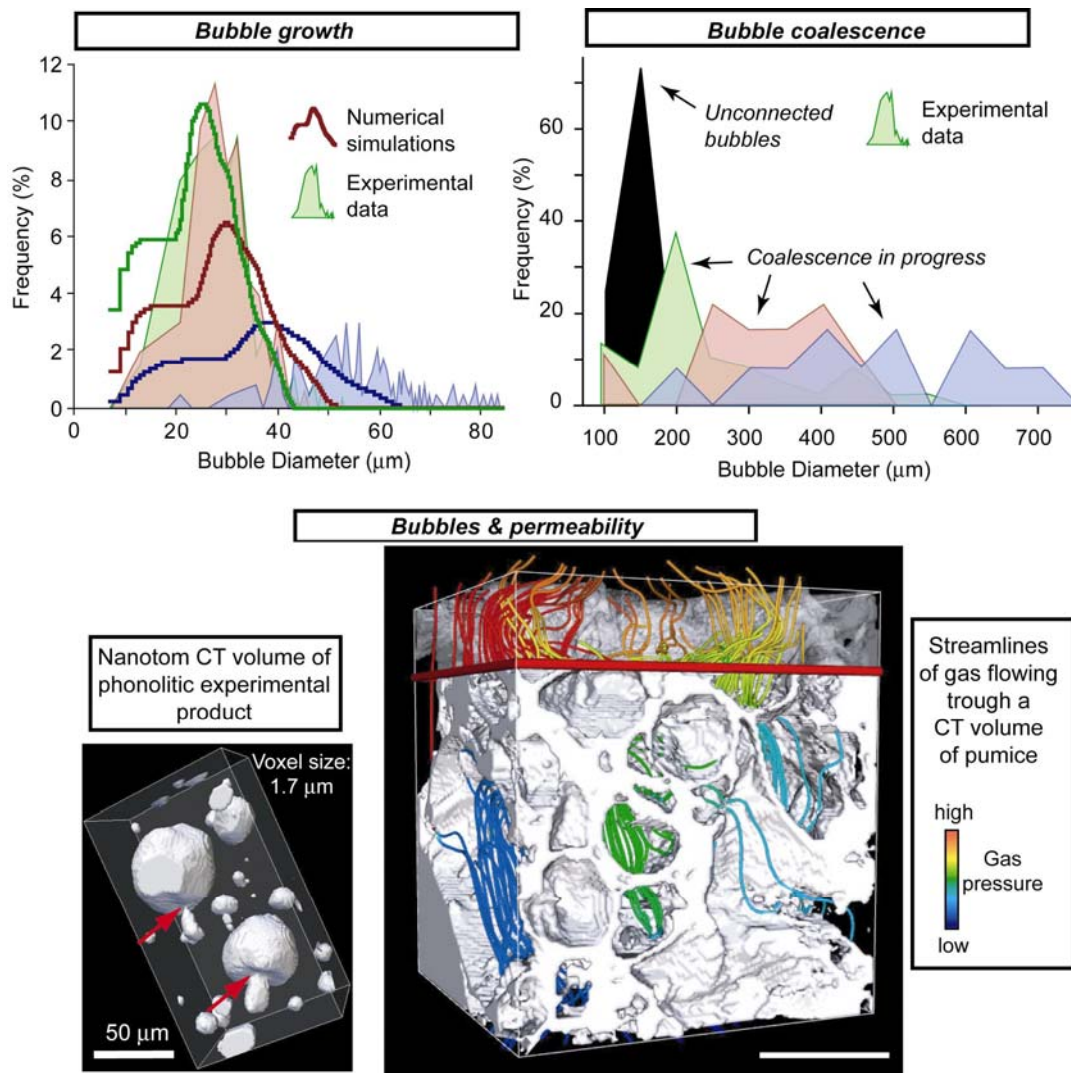 Bubble growth
12
10
8
6
4
2
0
Frequency (%)
0
20
40
60
80
Bubble Diameter (μm)
Numerical
simulations
Experimental
data
Bubble coalescence
60
40
20
0
Frequency (%)
100
200
300
400
500
600
700
Bubble Diameter (μm)
Unconnected
bubbles
Experimental
data
Coalescence in progress
Bubbles & permeability
Nanotom CT volume of
phonolitic experimental
product
Voxel size:
1.7 μm
50 μm
Streamlines
of gas flowing
trough a
CT volume
of pumice
high
Gas
pressure
low